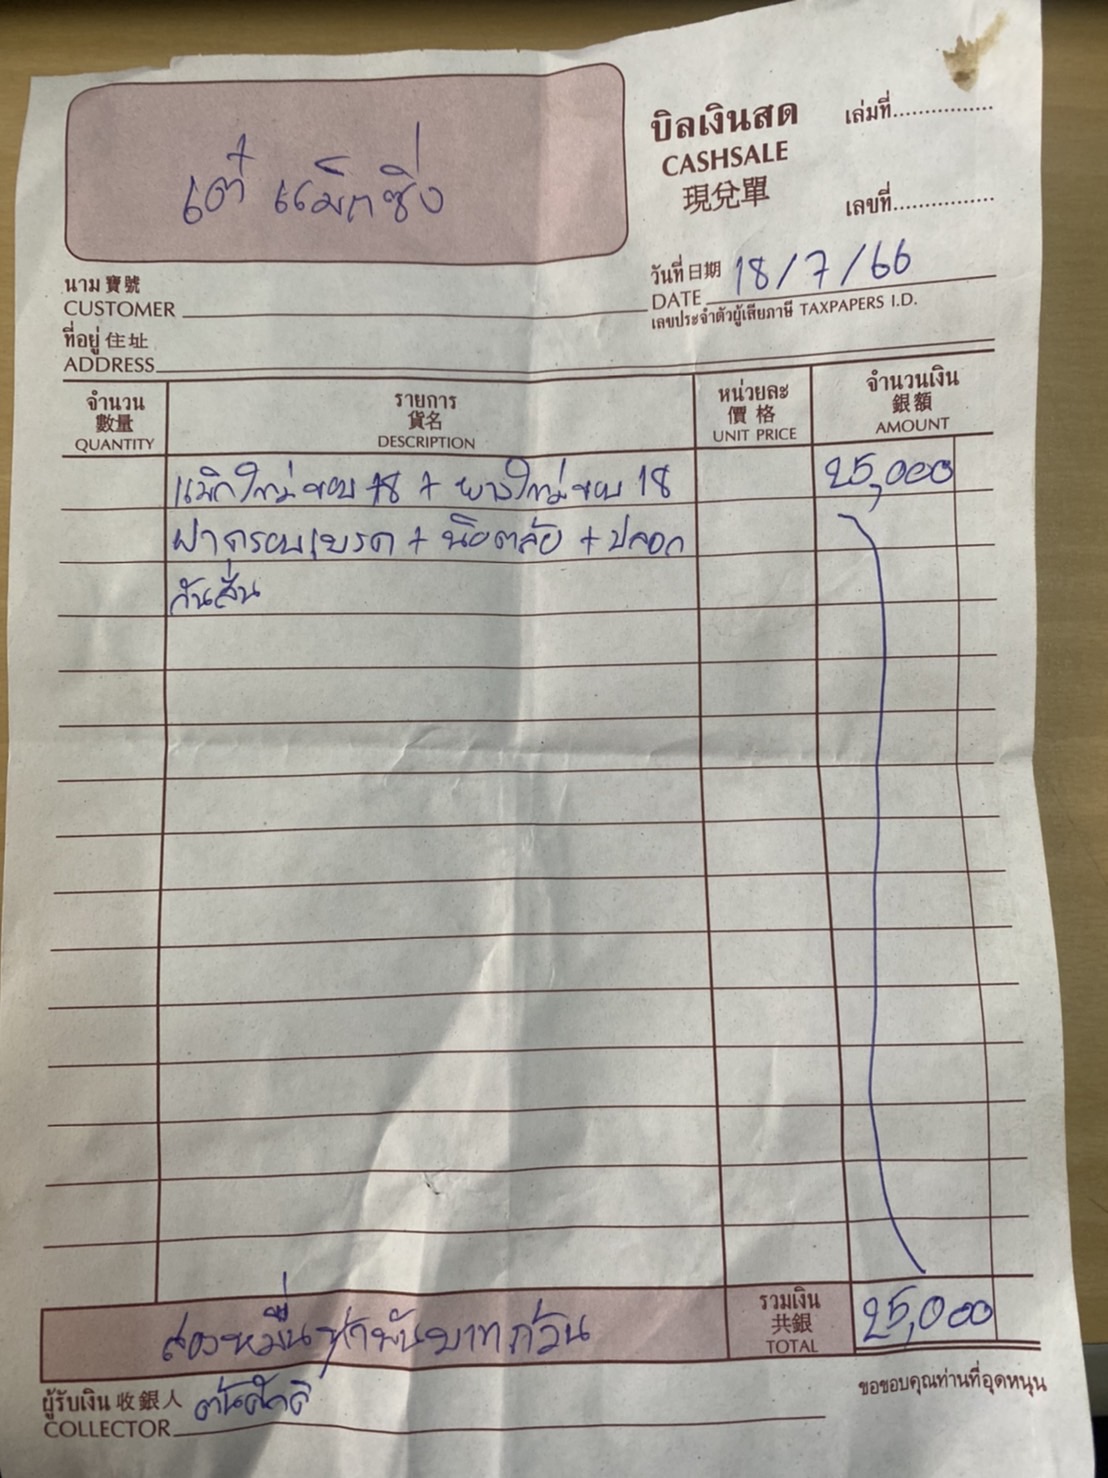 เต๋ แม็กซิ่ง
บิลเงินสด
CASHSALE
現兌單
เล่มที่................
เลขที่................
นาม 寶號
CUSTOMER
วันที่ 日期
DATE 18/7/66
เลขประจำตัวผู้เสียภาษี TAXPAPERS I.D.
ที่อยู่ 住址
ADDRESS
จำนวน
數量
QUANTITY
รายการ
貨名
DESCRIPTION
หน่วยละ
價格
UNIT PRICE
จำนวนเงิน
銀額
AMOUNT
แม็กใหม่ขอบ 18 + ยางใหม่ขอบ 18 25,000
ฝาครอบเบรค + น๊อตล้อ + ปลอก
กันสั่น
สองหมื่นห้าพันบาทถ้วน
รวมเงิน
共銀
TOTAL
25,000
ผู้รับเงิน 收銀人
COLLECTOR
ขอขอบคุณท่านที่อุดหนุน